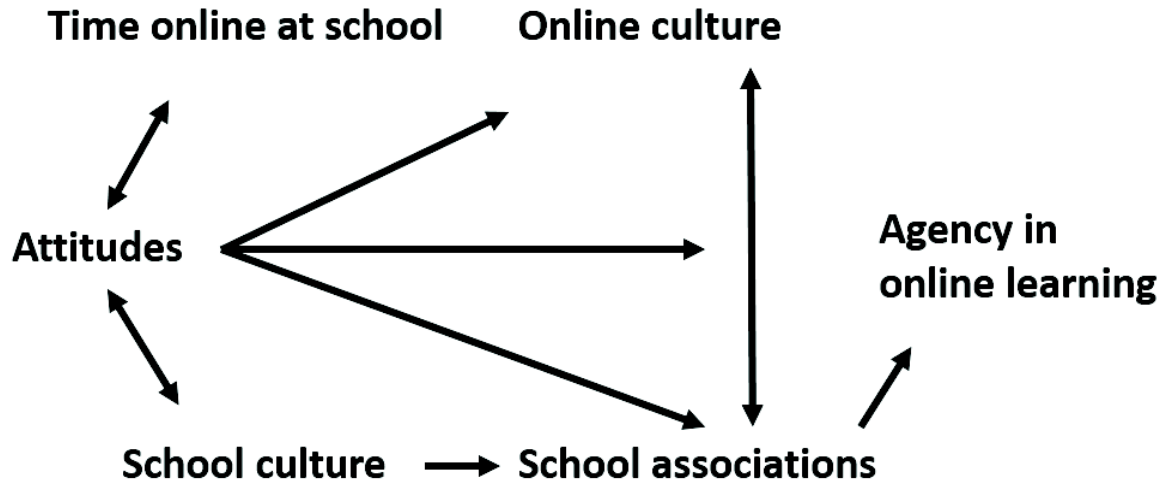 Time online at school
Online culture
Attitudes
Agency in
online learning
School culture
School associations